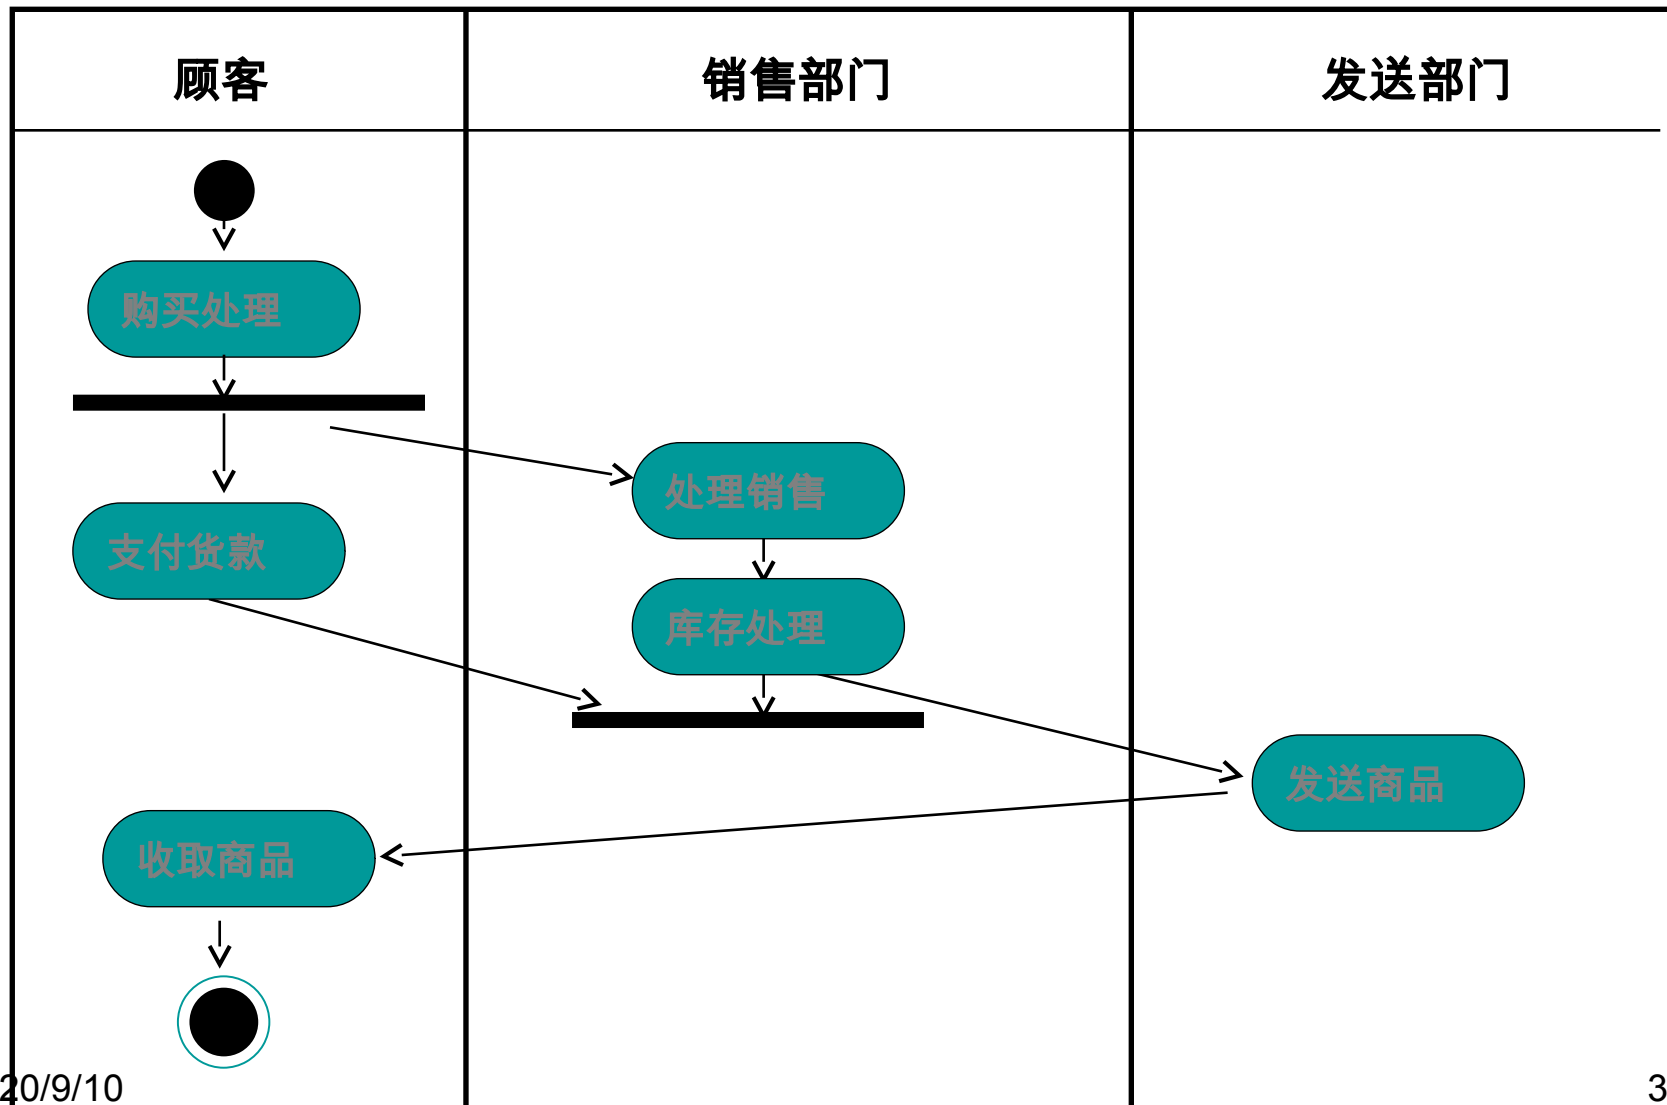 顾客
销售部门
发送部门
购买处理
处理销售
支付货款
库存处理
发送商品
收取商品
20/9/10
3